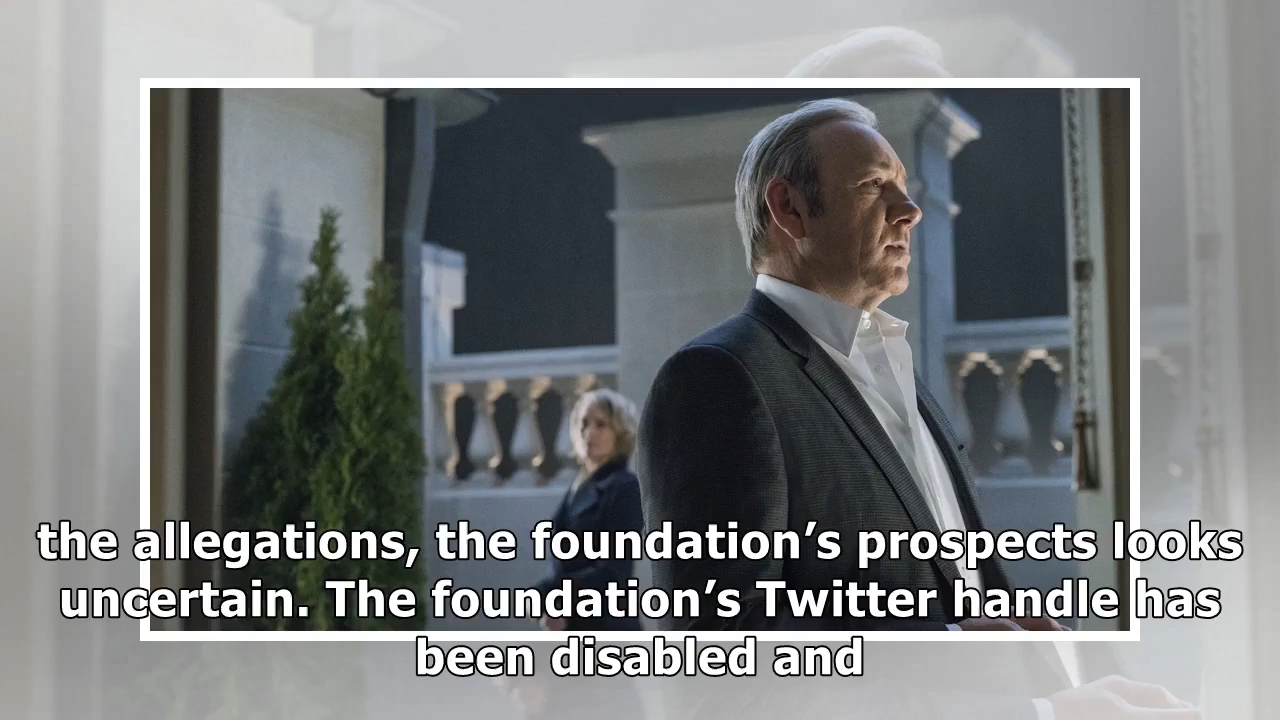 the allegations, the foundation’s prospects looks
uncertain. The foundation’s Twitter handle has
been disabled and